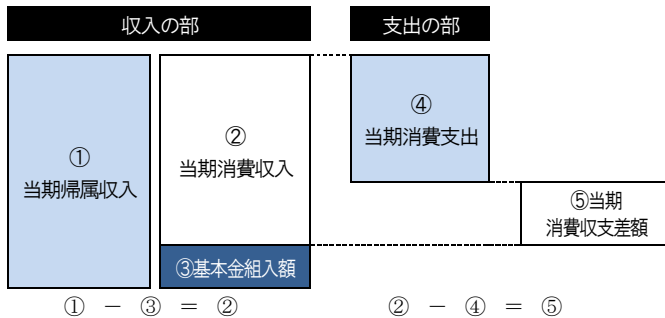 収入の部
支出の部
①
当期帰属収入
②
当期消費収入
③基本金組入額
④
当期消費支出
⑤当期
消費収支差額
① － ③ ＝ ②
② － ④ ＝ ⑤